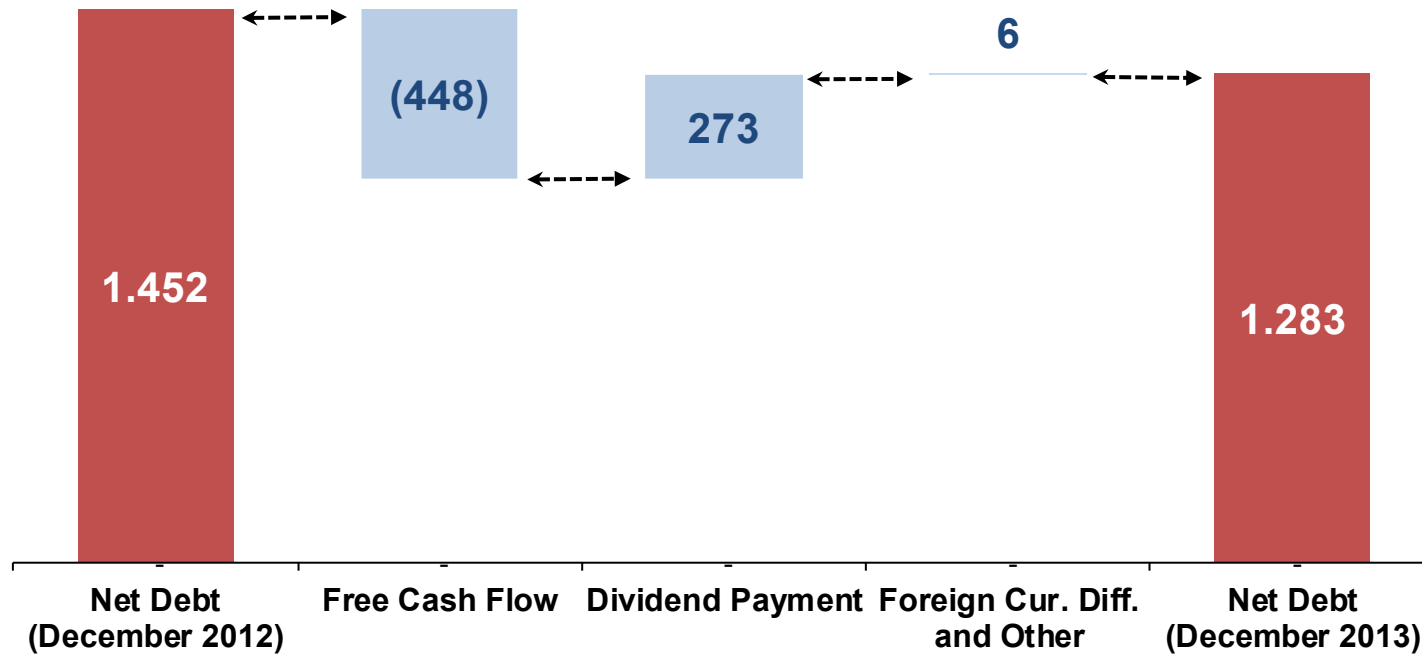 6
(448)
273
1.452
1.283
Net Debt
(December 2012)
Free Cash Flow
Dividend Payment
Foreign Cur. Diff.
and Other
Net Debt
(December 2013)